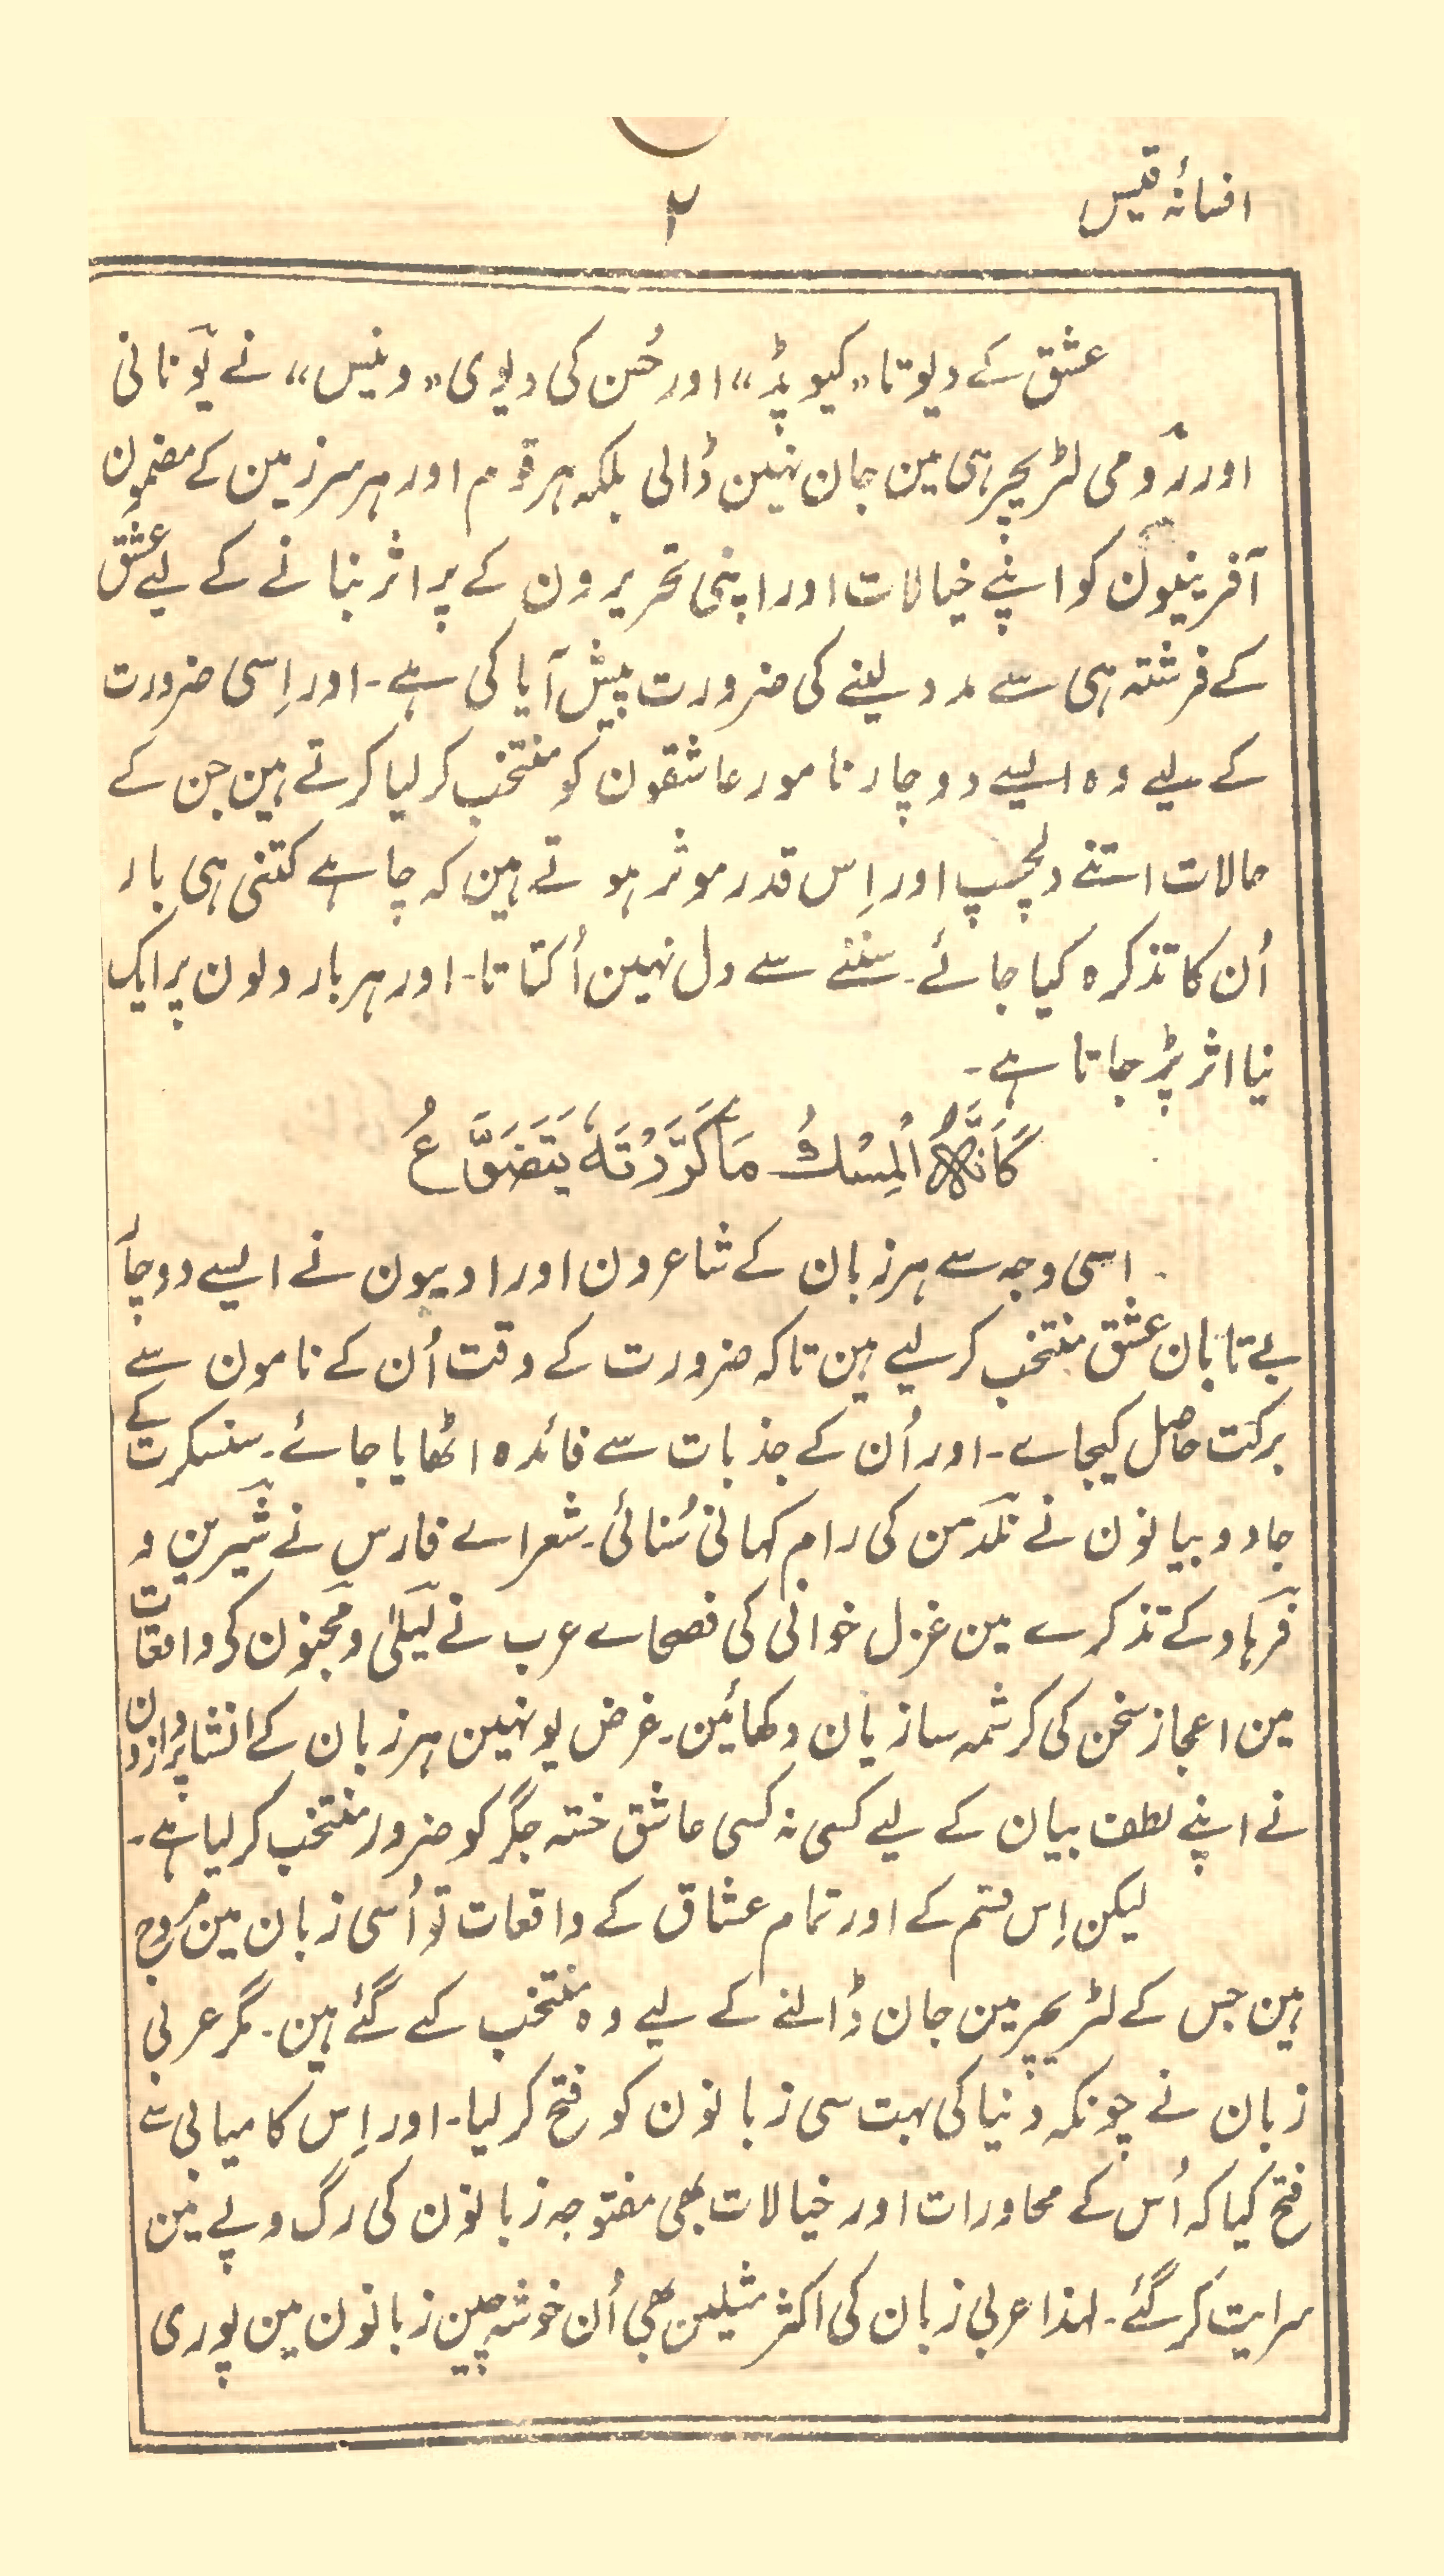 افسانۂ قیس
۲
عشق کے دیوتا "کیوپڈ" اور حُسن کی دیوی "وینس" نے یونانی
اور رومی لٹریچر ہی مین جان نہین ڈالی بلکہ ہر قوم اور ہر سرزمین کے مضمون
آفرینیون کو اپنے خیالات اور اپنی تحریرون کے پر اثر بنانے کے لیے عشق
کے فرشتہ ہی سے مدد لینے کی ضرورت پیش آیا کی ہے۔ اور اِسی ضرورت
کے لیے وہ ایسے دو چار نامور عاشقون کو منتخب کر لیا کرتے ہین جن کے
حالات اتنے دلچسپ اور اِس قدر موثر ہوتے ہین کہ چاہے کتنی ہی بار
اُن کا تذکرہ کیا جائے۔ سننے سے دل نہین اُکتاتا۔ اور ہر بار دلون پر ایک
نیا اثر پڑ جاتا ہے۔
كَاَنَّهُ الْمِسْكُ مَا كَرَّرْتَهٗ يَتَضَوَّعُ
اسی وجہ سے ہر زبان کے شاعرون اور ادیبون نے ایسے دو چار
بے تابان عشق منتخب کر لیے ہین تاکہ ضرورت کے وقت اُن کے نامون سے
برکت حاصل کیجاے۔ اور اُن کے جذبات سے فائدہ اٹھایا جائے۔ سنسکرت کے
جادو بیانون نے نلدمن کی رام کہانی سُنائی۔ شعراے فارس نے شیرین و
فرہاد کے تذکرے مین غزل خوانی کی فصحاے عرب نے لیلیٰ و مجنون کے واقعات
مین اعجاز سخن کی کرشمہ سازیان دکھائین۔ غرض یونہین ہر زبان کے انشا پردازون
نے اپنے لطف بیان کے لیے کسی نہ کسی عاشق خستہ جگر کو ضرور منتخب کر لیا ہے۔
لیکن اِس قسم کے اور تمام عشاق کے واقعات تو اُسی زبان مین مروج
ہین جس کے لٹریچر مین جان ڈالنے کے لیے وہ منتخب کیے گئے ہین۔ مگر عربی
زبان نے چونکہ دُنیا کی بہت سی زبانون کو فتح کر لیا۔ اور اِس کامیابی سے
فتح کیا کہ اُس کے محاورات اور خیالات بھی مفتوحہ زبانون کی رگ و پے مین
سرایت کر گئے۔ لہذا عربی زبان کی اکثر مثیلین بھی اُن خوشہ چین زبانون مین پوری